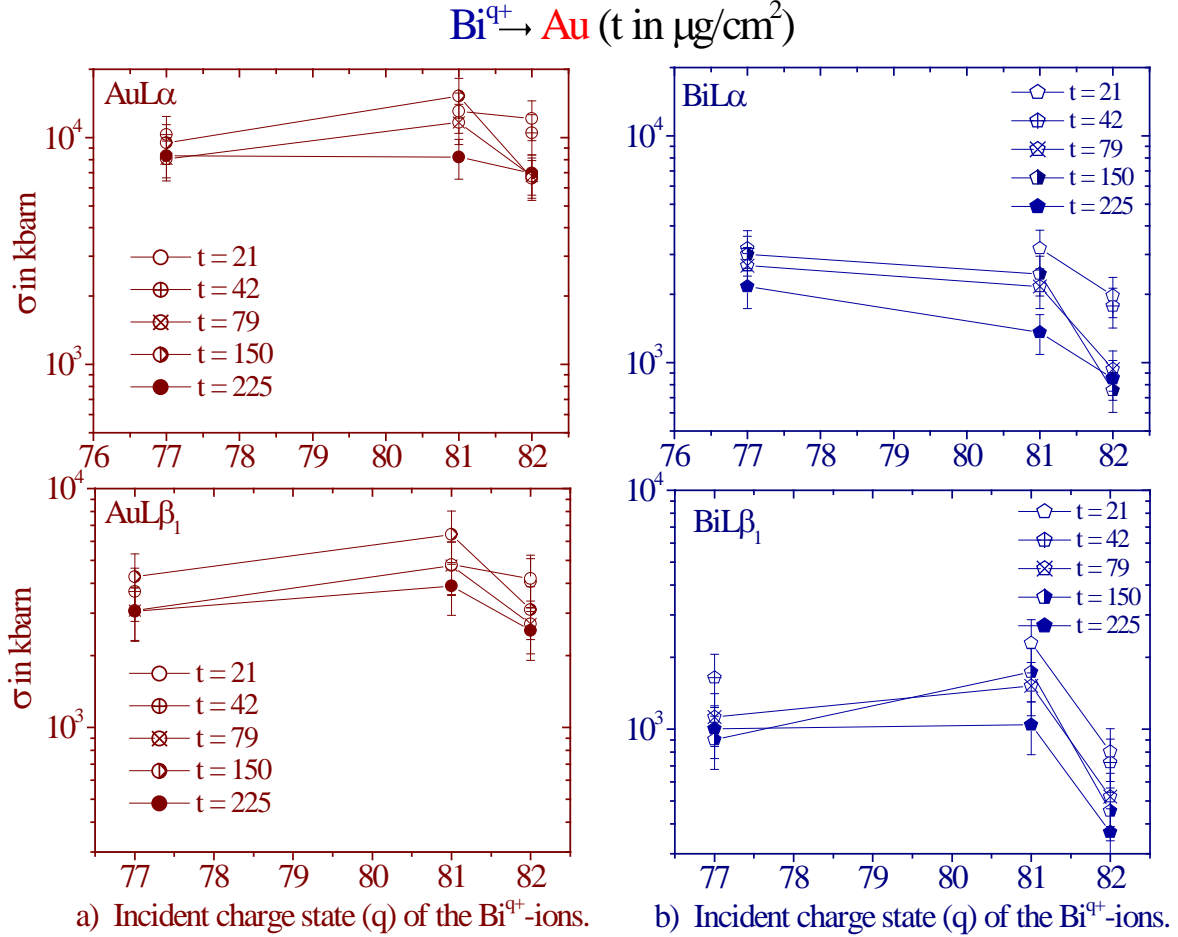 Bi^q+ → Au (t in μg/cm²)
AuLα
σ in kbarn
10⁴
10³
t = 21
t = 42
t = 79
t = 150
t = 225
76 77 78 79 80 81 82
BiLα
10⁴
10³
t = 21
t = 42
t = 79
t = 150
t = 225
76 77 78 79 80 81 82
AuLβ₁
σ in kbarn
10⁴
10³
t = 21
t = 42
t = 79
t = 150
t = 225
77 78 79 80 81 82
a) Incident charge state (q) of the Bi^q+-ions.
BiLβ₁
10⁴
10³
t = 21
t = 42
t = 79
t = 150
t = 225
77 78 79 80 81 82
b) Incident charge state (q) of the Bi^q+-ions.